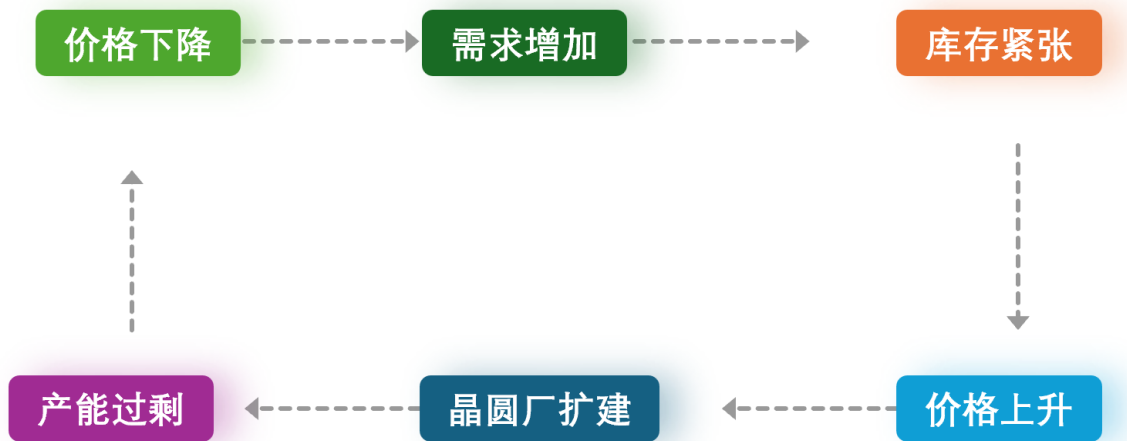 价格下降
需求增加
库存紧张
产能过剩
晶圆厂扩建
价格上升